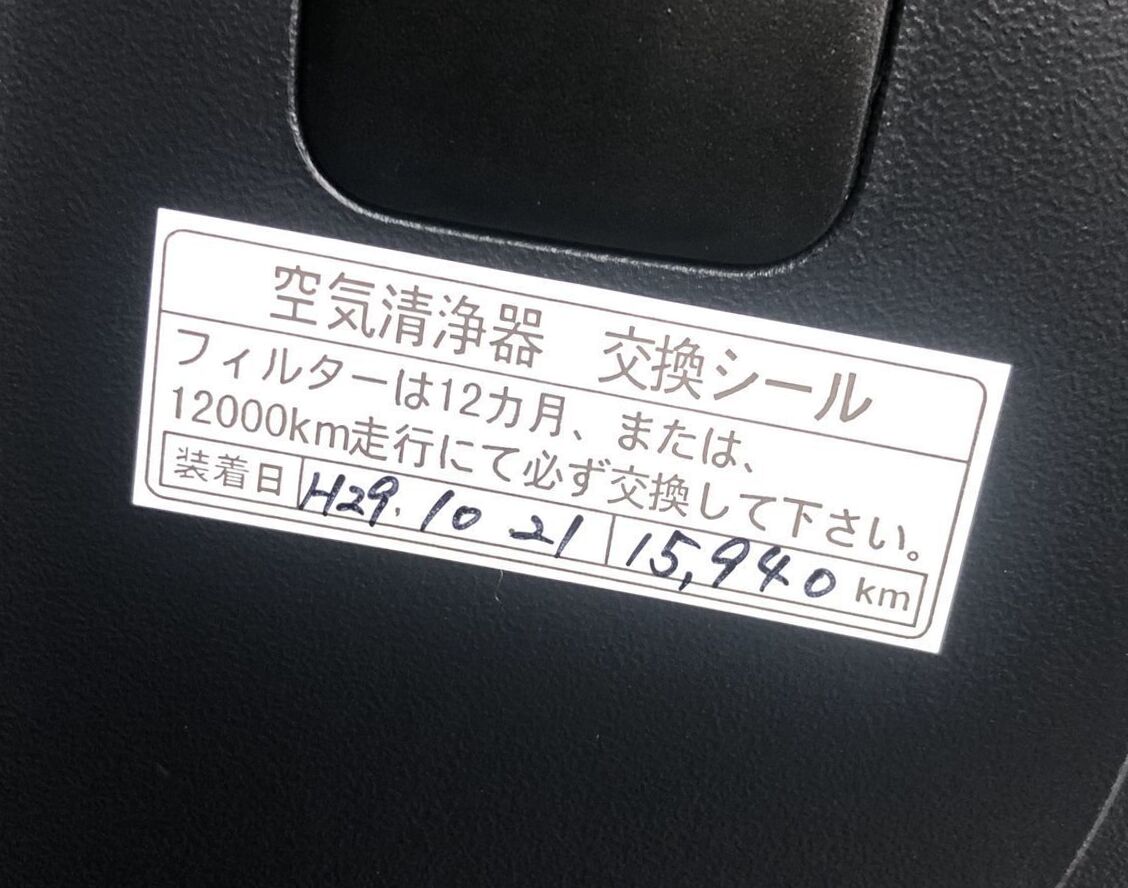 空気清浄器　交換シール
フィルターは12カ月、または、
12000km走行にて必ず交換して下さい。
装着日 H29.10 21 15,940 km